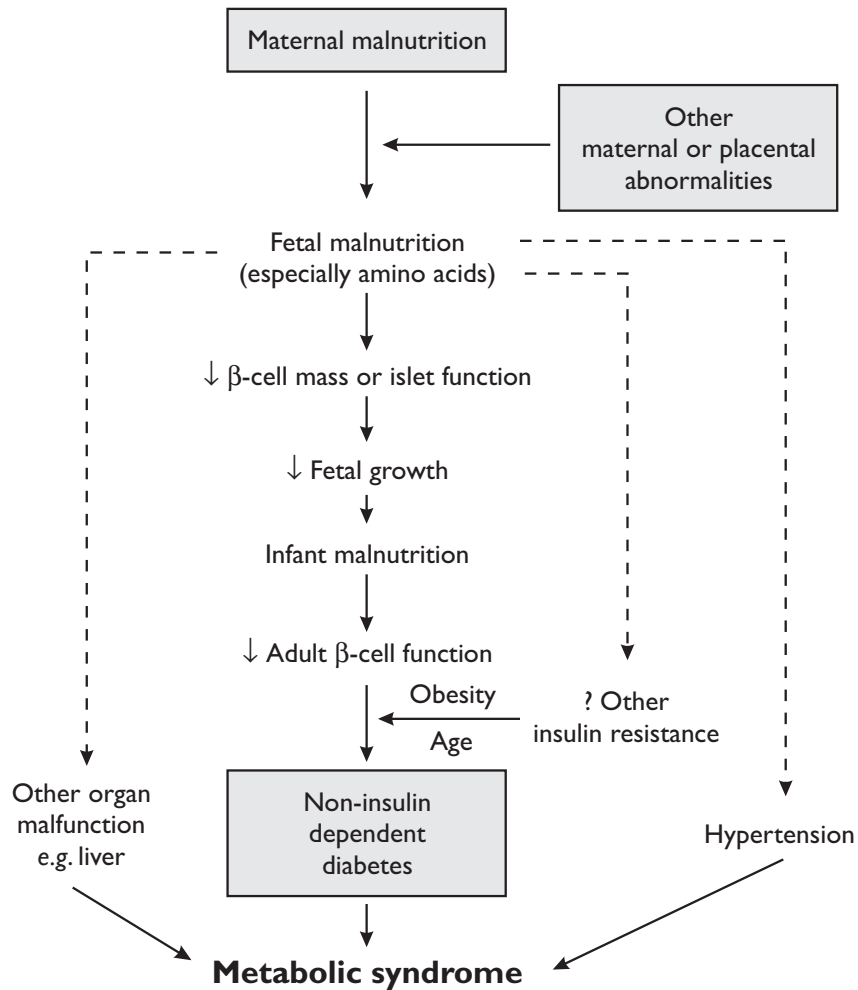 Maternal malnutrition
Other
maternal or placental
abnormalities
Fetal malnutrition
(especially amino acids)
↓ β-cell mass or islet function
↓ Fetal growth
Infant malnutrition
↓ Adult β-cell function
Obesity
Age
? Other
insulin resistance
Other organ
malfunction
e.g. liver
Non-insulin
dependent
diabetes
Hypertension
Metabolic syndrome